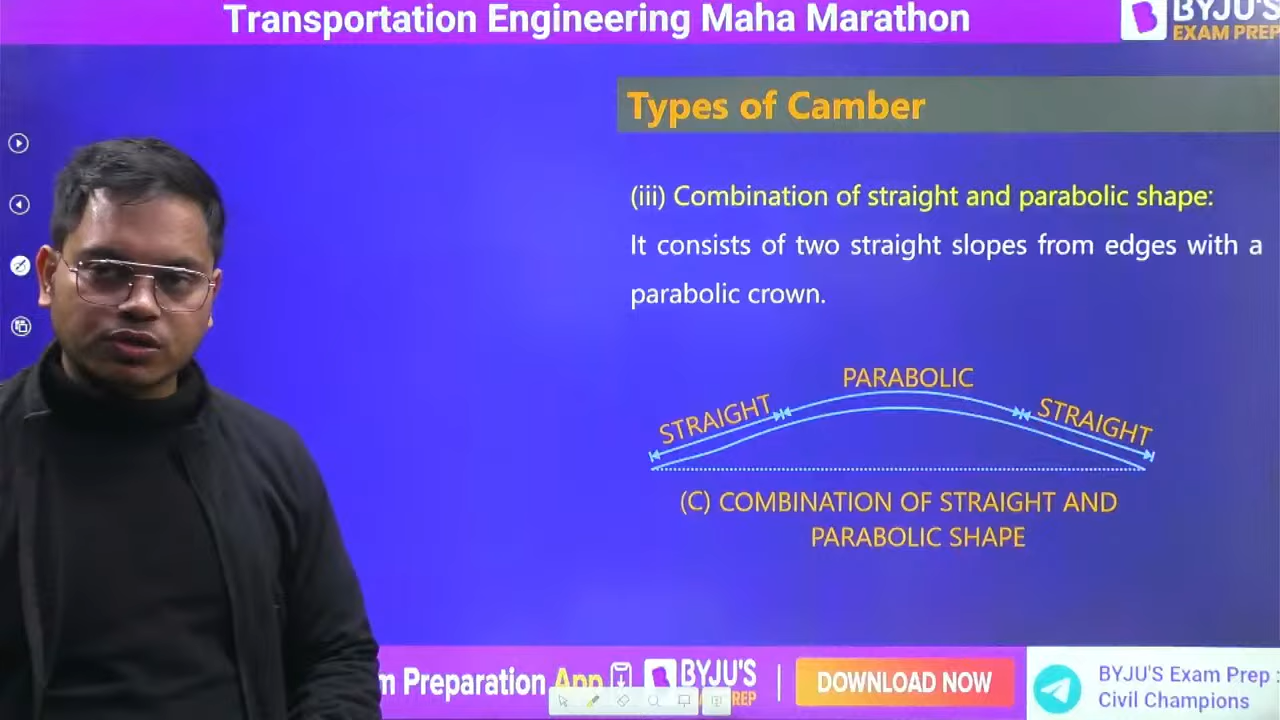 Transportation Engineering Maha Marathon
BYJU'S
EXAM PREP
Types of Camber
(iii) Combination of straight and parabolic shape:
It consists of two straight slopes from edges with a
parabolic crown.
PARABOLIC
STRAIGHT
STRAIGHT
(C) COMBINATION OF STRAIGHT AND
PARABOLIC SHAPE
m Preparation App
BYJU'S
PREP
DOWNLOAD NOW
BYJU'S Exam Prep :
Civil Champions